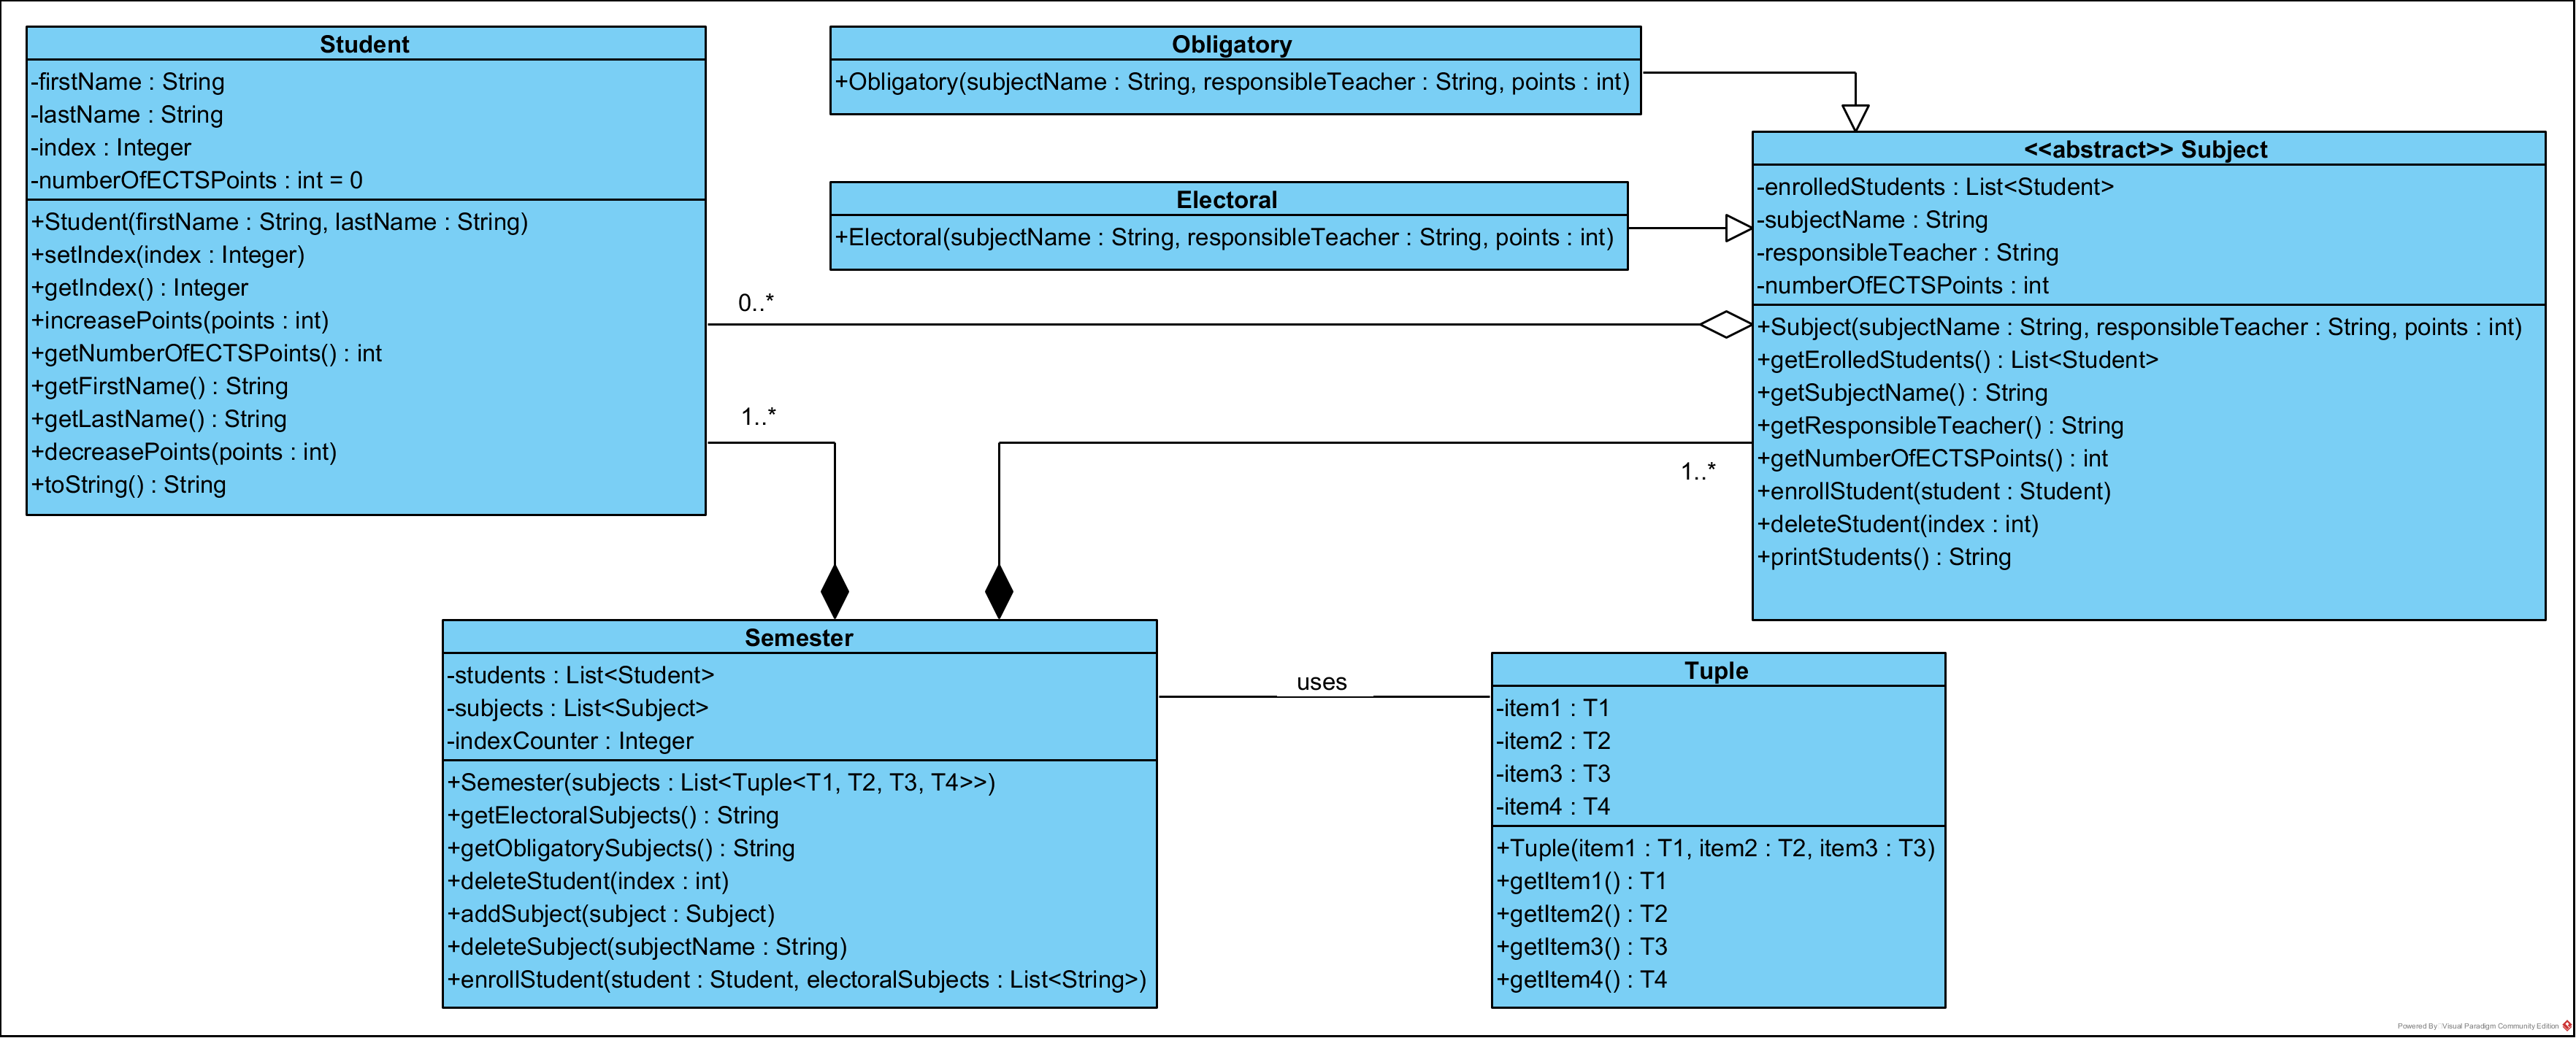 Student
-firstName : String
-lastName : String
-index : Integer
-numberOfECTSPoints : int = 0
+Student(firstName : String, lastName : String)
+setIndex(index : Integer)
+getIndex() : Integer
+increasePoints(points : int)
+getNumberOfECTSPoints() : int
+getFirstName() : String
+getLastName() : String
+decreasePoints(points : int)
+toString() : String
Obligatory
+Obligatory(subjectName : String, responsibleTeacher : String, points : int)
Electoral
+Electoral(subjectName : String, responsibleTeacher : String, points : int)
<<abstract>> Subject
-enrolledStudents : List<Student>
-subjectName : String
-responsibleTeacher : String
-numberOfECTSPoints : int
+Subject(subjectName : String, responsibleTeacher : String, points : int)
+getErolledStudents() : List<Student>
+getSubjectName() : String
+getResponsibleTeacher() : String
+getNumberOfECTSPoints() : int
+enrollStudent(student : Student)
+deleteStudent(index : int)
+printStudents() : String
0..*
1..*
1..*
Semester
-students : List<Student>
-subjects : List<Subject>
-indexCounter : Integer
+Semester(subjects : List<Tuple<T1, T2, T3, T4>>)
+getElectoralSubjects() : String
+getObligatorySubjects() : String
+deleteStudent(index : int)
+addSubject(subject : Subject)
+deleteSubject(subjectName : String)
+enrollStudent(student : Student, electoralSubjects : List<String>)
uses
Tuple
-item1 : T1
-item2 : T2
-item3 : T3
-item4 : T4
+Tuple(item1 : T1, item2 : T2, item3 : T3)
+getItem1() : T1
+getItem2() : T2
+getItem3() : T3
+getItem4() : T4
Powered By Visual Paradigm Community Edition